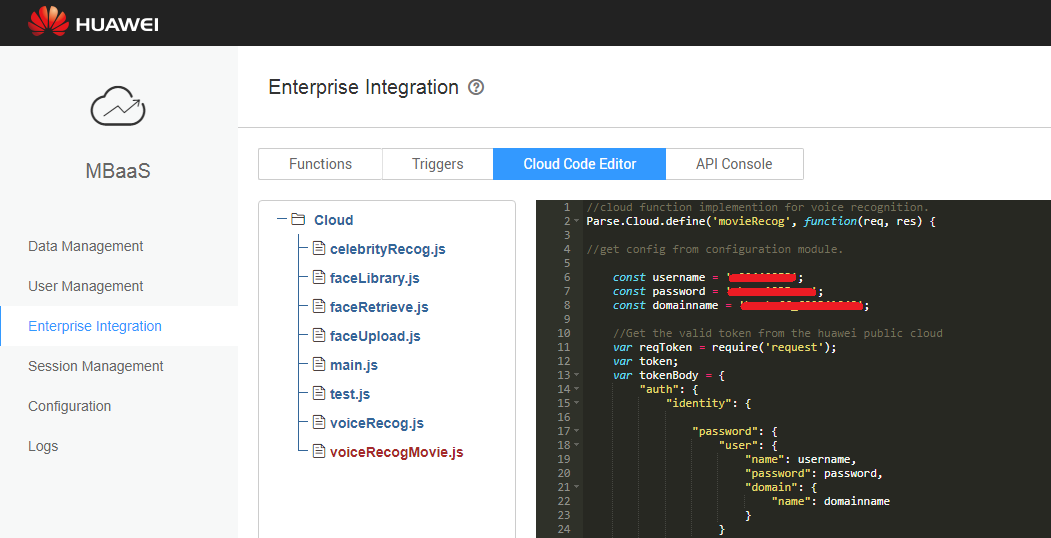 HUAWEI
MBaaS
Data Management
User Management
Enterprise Integration
Session Management
Configuration
Logs
Enterprise Integration ?
Functions Triggers Cloud Code Editor API Console
Cloud
celebrityRecog.js
faceLibrary.js
faceRetrieve.js
faceUpload.js
main.js
test.js
voiceRecog.js
voiceRecogMovie.js
1 //cloud function implemention for voice recognition.
2 Parse.Cloud.define('movieRecog', function(req, res) {
3
4 //get config from configuration module.
5
6 const username = ' ';
7 const password = ' ';
8 const domainname = ' ';
9
10 //Get the valid token from the huawei public cloud
11 var reqToken = require('request');
12 var token;
13 var tokenBody = {
14 "auth": {
15 "identity": {
16
17 "password": {
18 "user": {
19 "name": username,
20 "password": password,
21 "domain": {
22 "name": domainname
23 }
24 }